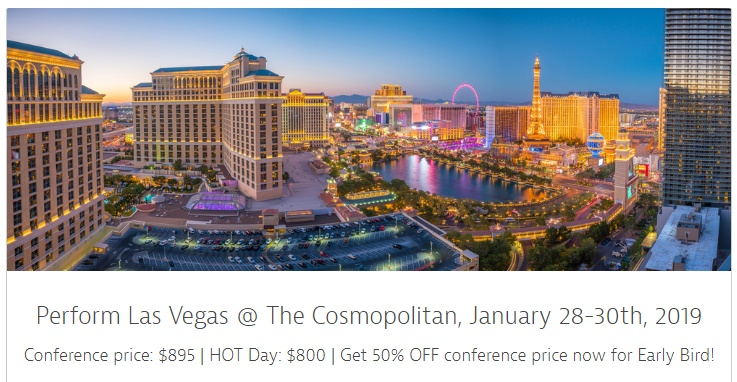 Perform Las Vegas @ The Cosmopolitan, January 28-30th, 2019
Conference price: $895 | HOT Day: $800 | Get 50% OFF conference price now for Early Bird!